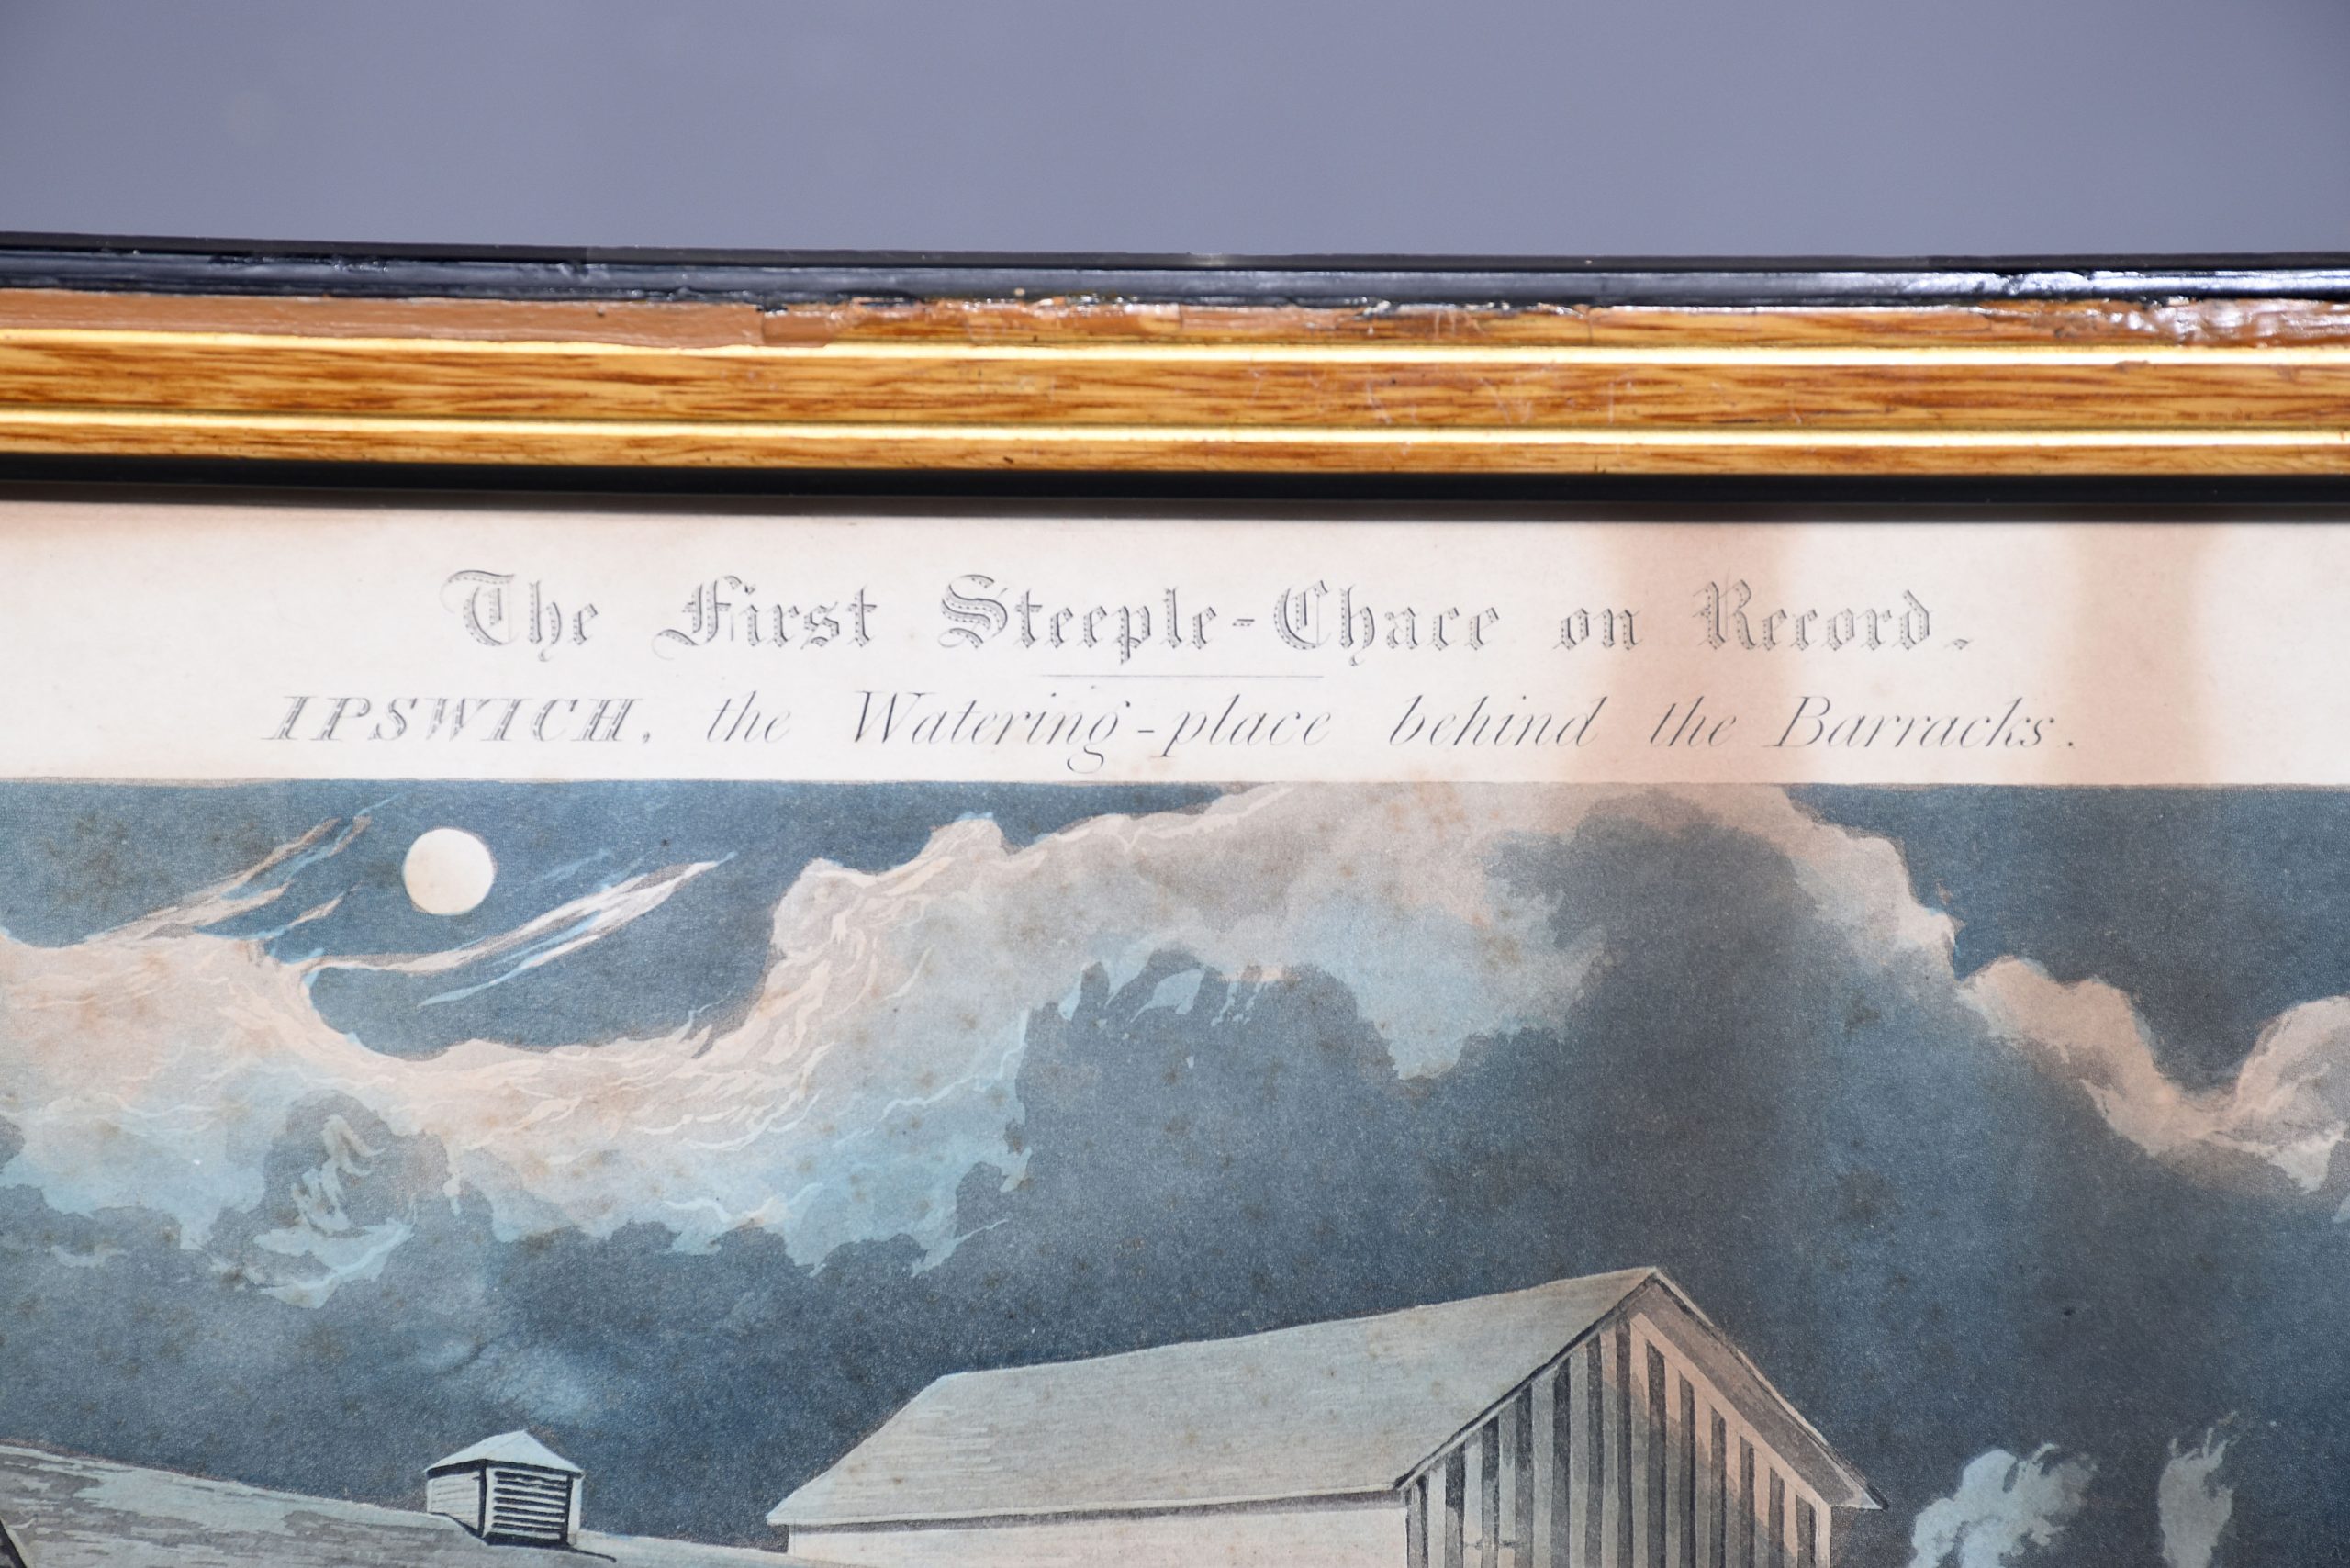 The First Steeple-Chace on Record.
IPSWICH, the Watering-place behind the Barracks.